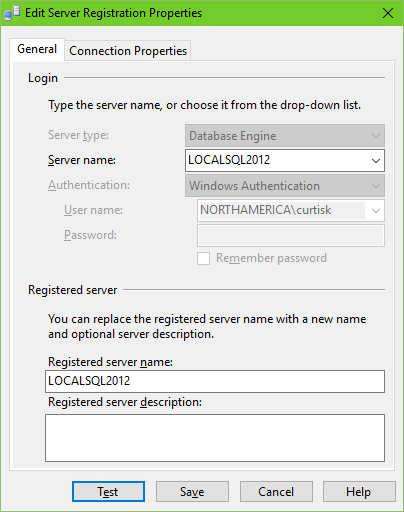 Edit Server Registration Properties
General Connection Properties
Login
Type the server name, or choose it from the drop-down list.
Server type: Database Engine
Server name: LOCALSQL2012
Authentication: Windows Authentication
User name: NORTHAMERICA\curtisk
Password:
Remember password
Registered server
You can replace the registered server name with a new name
and optional server description.
Registered server name:
LOCALSQL2012
Registered server description:
Test Save Cancel Help